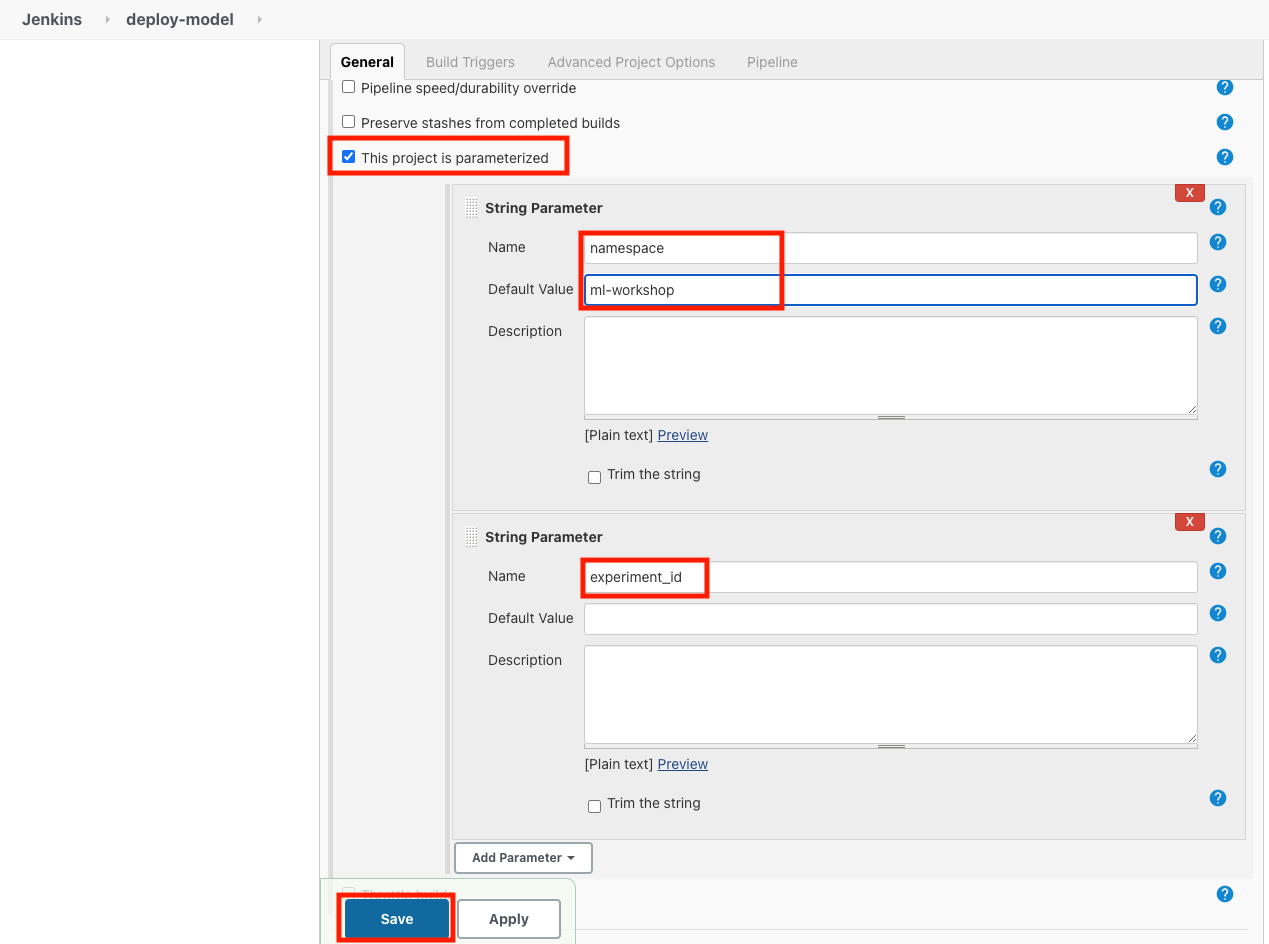 Jenkins deploy-model
General Build Triggers Advanced Project Options Pipeline
Pipeline speed/durability override ?
Preserve stashes from completed builds ?
This project is parameterized ?
X
String Parameter ?
Name namespace ?
Default Value ml-workshop ?
Description ?
[Plain text] Preview
Trim the string ?
X
String Parameter ?
Name experiment_id ?
Default Value ?
Description ?
[Plain text] Preview
Trim the string ?
Add Parameter
Throttle builds ?
Save Apply